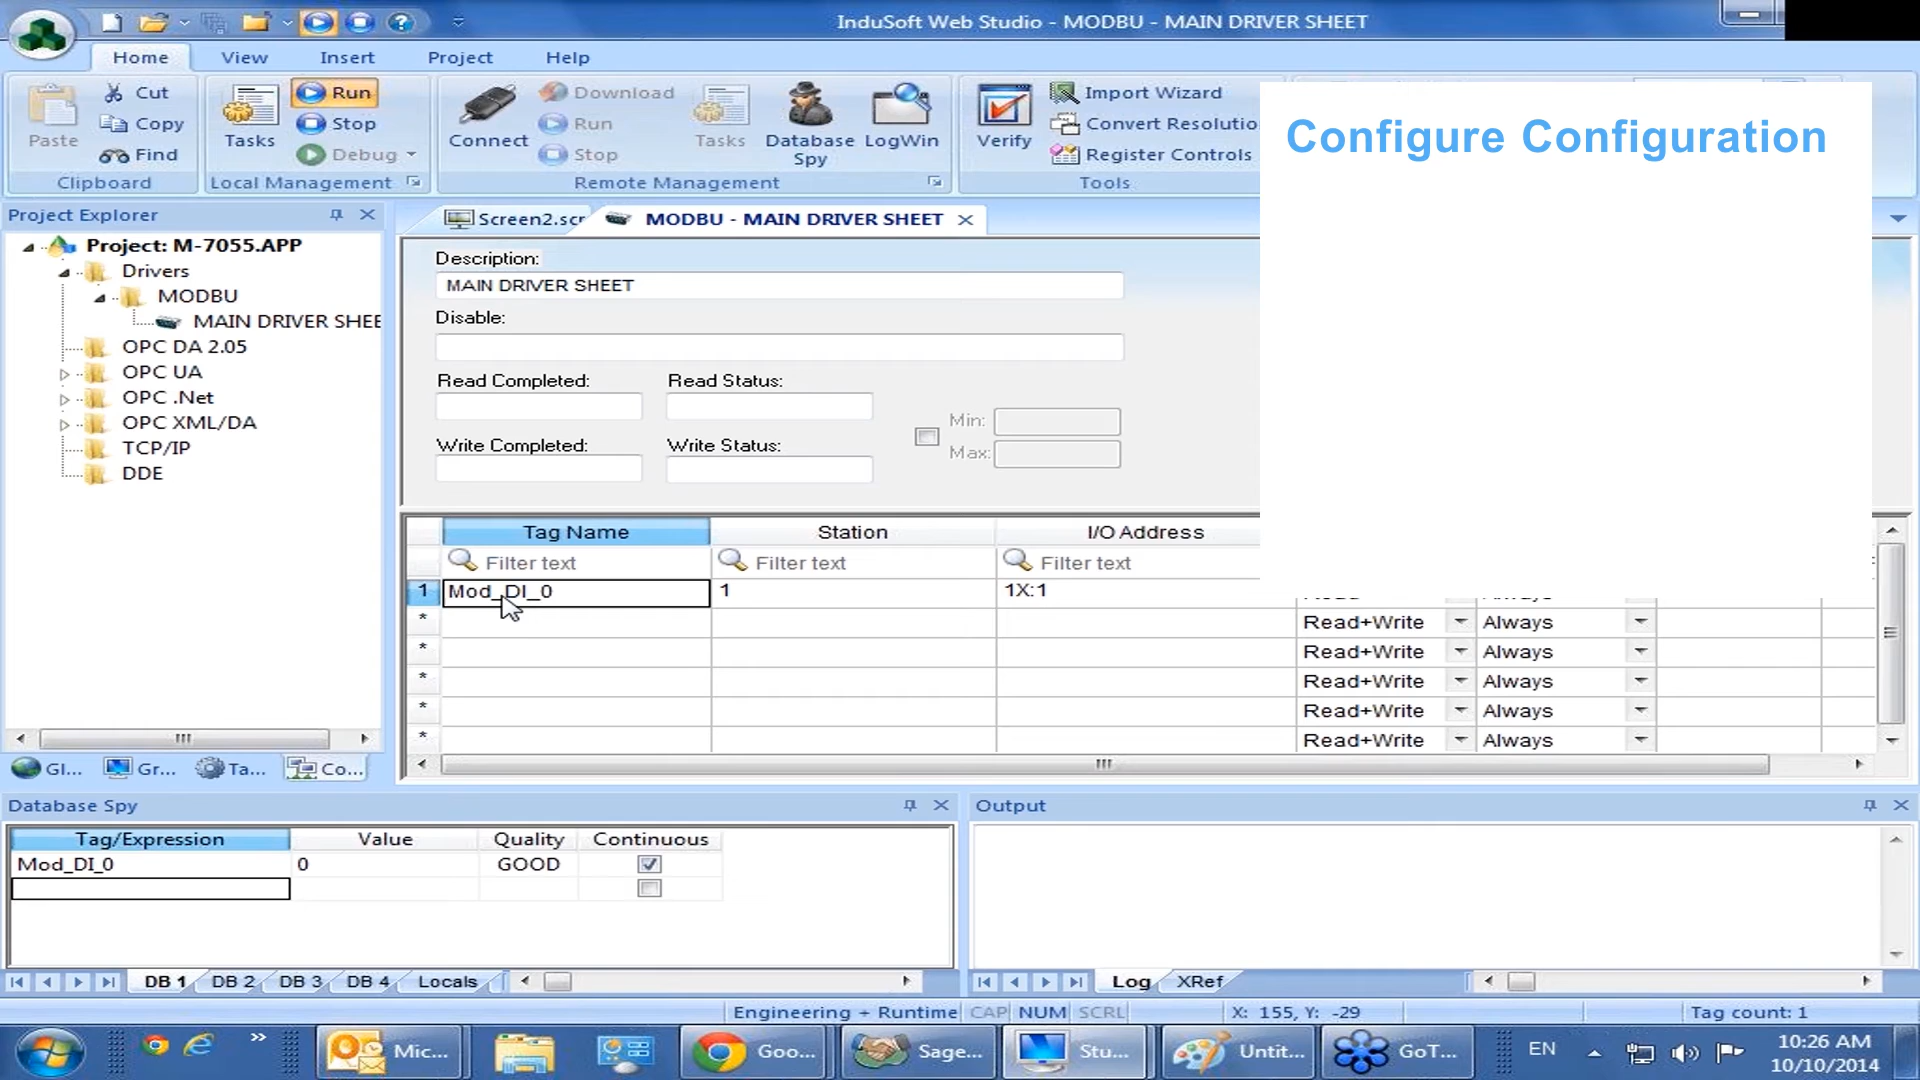 InduSoft Web Studio - MODBU - MAIN DRIVER SHEET
Home View Insert Project Help
Paste
Cut
Copy
Find
Clipboard
Tasks
Run
Stop
Debug
Local Management
Connect
Download
Run
Stop
Tasks
Database Spy
LogWin
Remote Management
Verify
Import Wizard
Convert Resolutio
Register Controls
Tools
Configure Configuration
Project Explorer
Project: M-7055.APP
Drivers
MODBU
MAIN DRIVER SHEE
OPC DA 2.05
OPC UA
OPC .Net
OPC XML/DA
TCP/IP
DDE
Gl... Gr... Ta... Co...
Screen2.scr
MODBU - MAIN DRIVER SHEET
Description:
MAIN DRIVER SHEET
Disable:
Read Completed: Read Status:
Write Completed: Write Status:
Min:
Max:
Tag Name Station I/O Address
Filter text Filter text Filter text
1 Mod_DI_0 1 1X:1
* Read+Write Always
* Read+Write Always
* Read+Write Always
* Read+Write Always
* Read+Write Always
Database Spy
Tag/Expression Value Quality Continuous
Mod_DI_0 0 GOOD
DB 1 DB 2 DB 3 DB 4 Locals
Output
Log XRef
Engineering + Runtime CAP NUM SCRL X: 155, Y: -29 Tag count: 1
Mic... Goo... Sage... Stu... Untit... GoT... EN
10:26 AM
10/10/2014